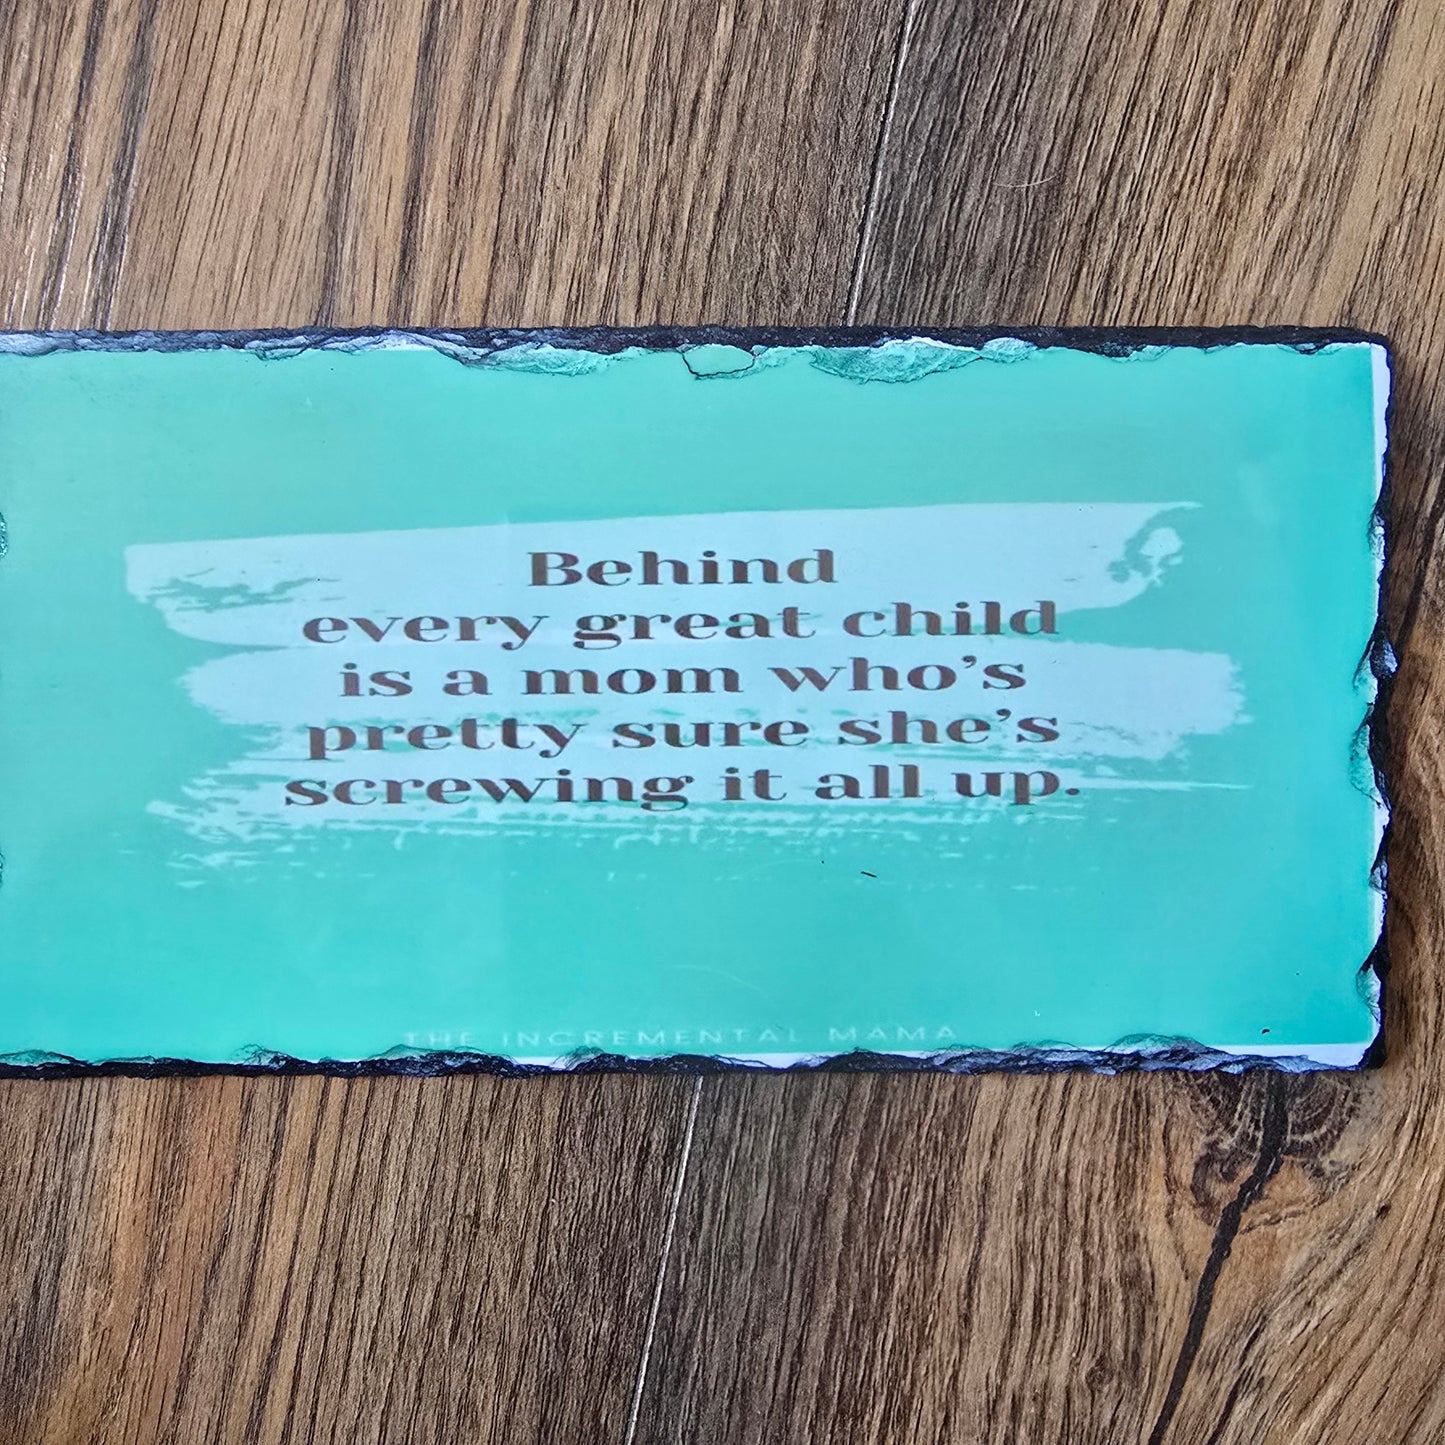 Behind
every great child
is a mom who’s
pretty sure she’s
screwing it all up.
THE INCREMENTAL MAMA